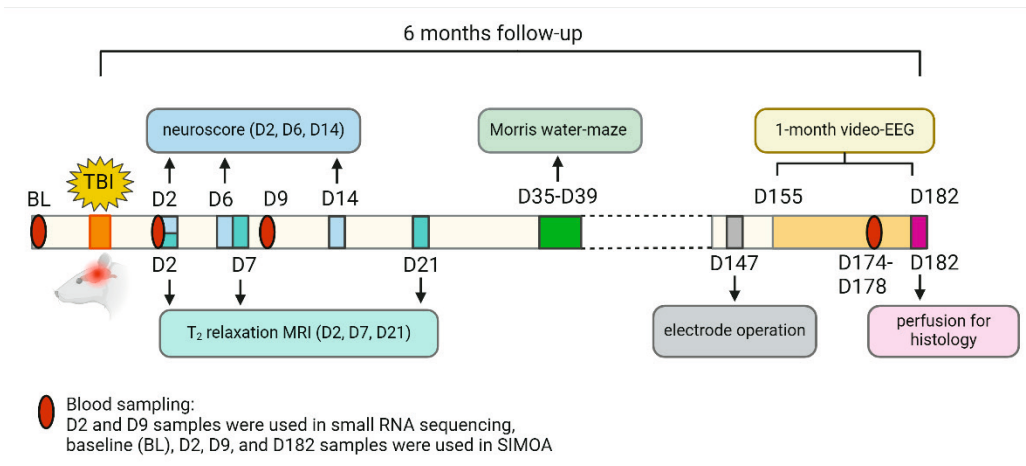 6 months follow-up
neuroscore (D2, D6, D14)
Morris water-maze
1-month video-EEG
TBI
BL
D2
D6
D9
D14
D35-D39
D155
D182
D2
D7
D21
D147
D174-
D178
D182
T₂ relaxation MRI (D2, D7, D21)
electrode operation
perfusion for
histology
Blood sampling:
D2 and D9 samples were used in small RNA sequencing,
baseline (BL), D2, D9, and D182 samples were used in SIMOA